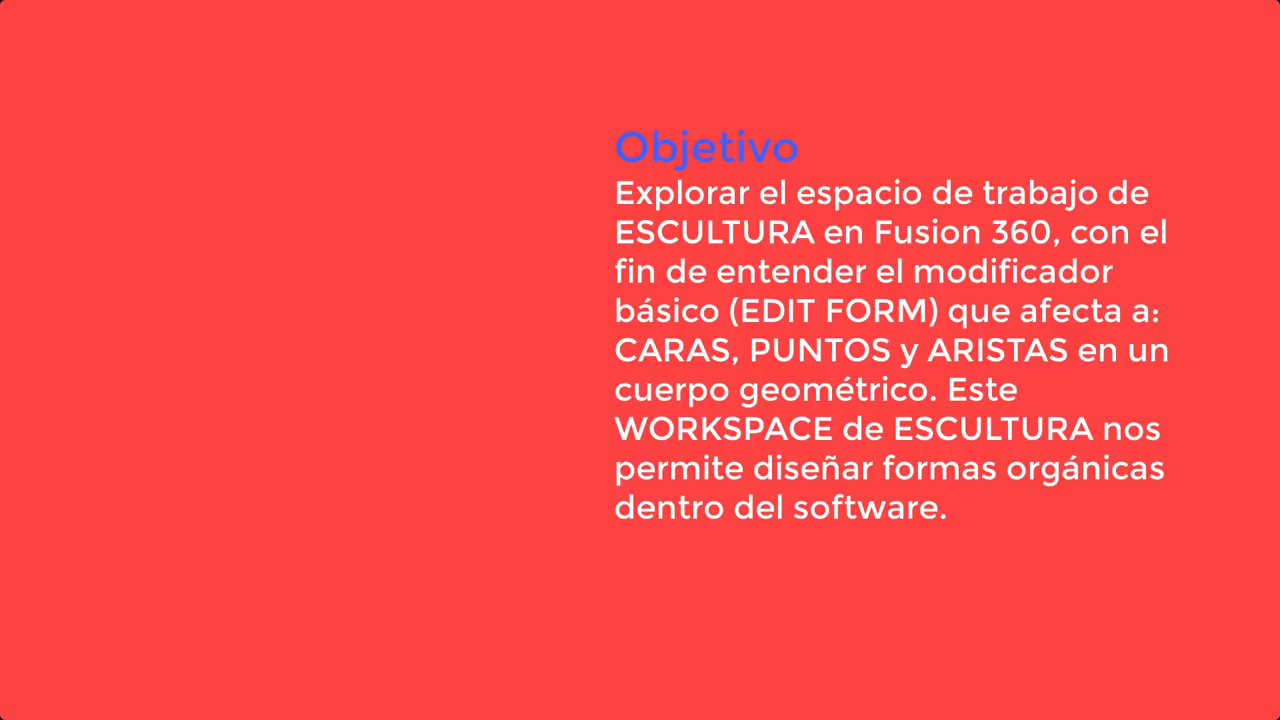 Objetivo
Explorar el espacio de trabajo de
ESCULTURA en Fusion 360, con el
fin de entender el modificador
básico (EDIT FORM) que afecta a:
CARAS, PUNTOS y ARISTAS en un
cuerpo geométrico. Este
WORKSPACE de ESCULTURA nos
permite diseñar formas orgánicas
dentro del software.